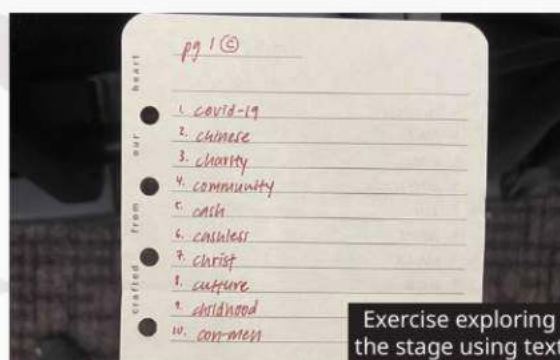 pg 1 ©
1. covid-19
2. chinese
3. charity
4. community
5. cash
6. cashless
7. christ
8. culture
9. childhood
10. con-men
crafted from our heart
Exercise exploring
the stage using text